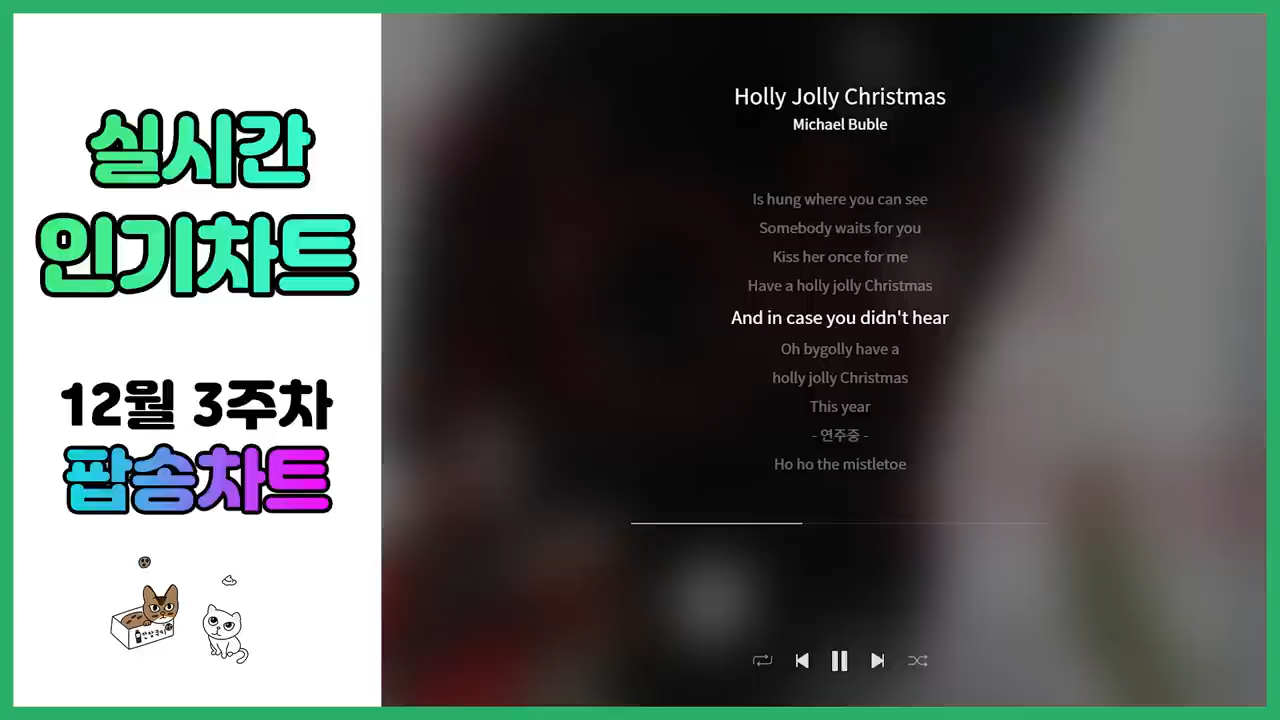 실시간
인기차트
12월 3주차
팝송차트
Holly Jolly Christmas
Michael Buble
Is hung where you can see
Somebody waits for you
Kiss her once for me
Have a holly jolly Christmas
And in case you didn't hear
Oh bygolly have a
holly jolly Christmas
This year
- 연주중 -
Ho ho the mistletoe